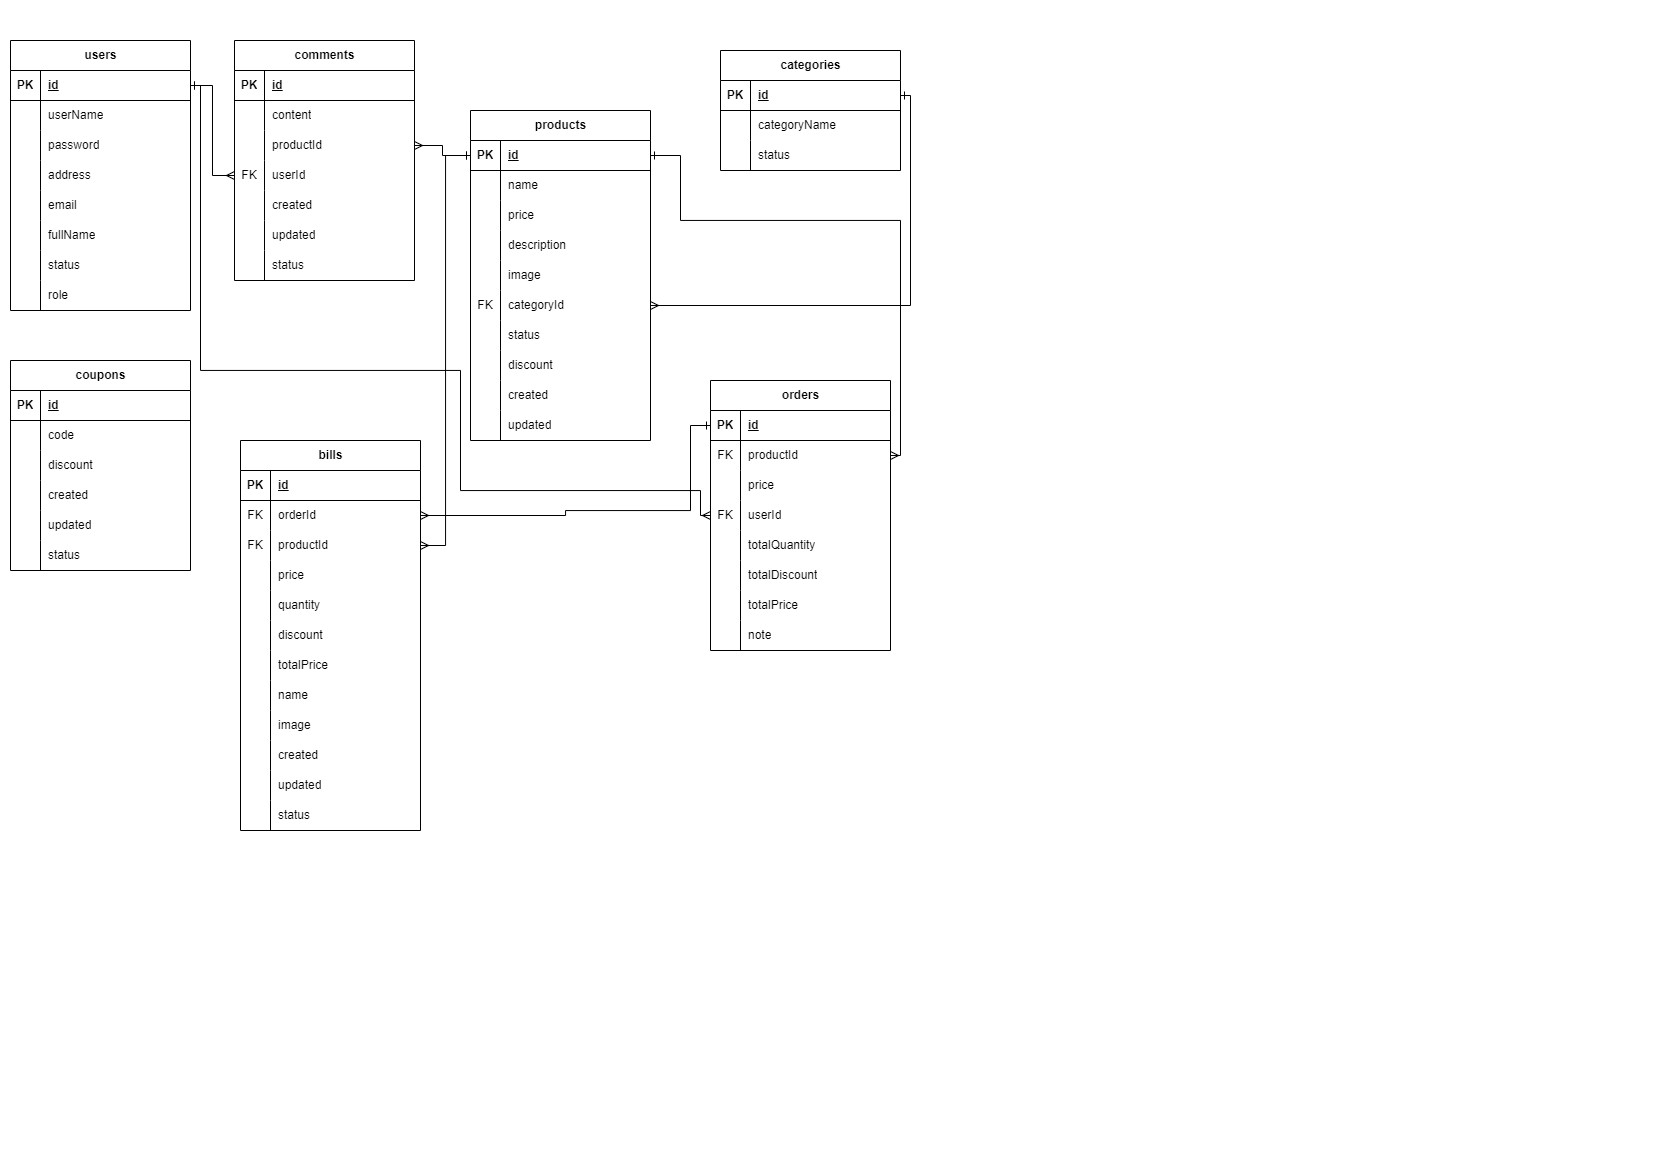 users
PK id
userName
password
address
email
fullName
status
role
comments
PK id
content
productId
FK userId
created
updated
status
products
PK id
name
price
description
image
FK categoryId
status
discount
created
updated
categories
PK id
categoryName
status
coupons
PK id
code
discount
created
updated
status
bills
PK id
FK orderId
FK productId
price
quantity
discount
totalPrice
name
image
created
updated
status
orders
PK id
FK productId
price
FK userId
totalQuantity
totalDiscount
totalPrice
note